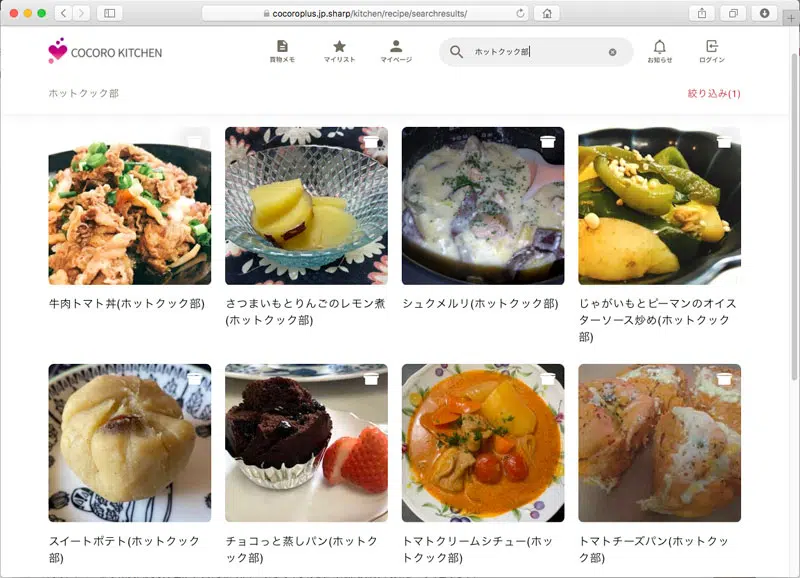 cocoroplus.jp.sharp/kitchen/recipe/searchresults/
COCORO KITCHEN
買物メモ
マイリスト
マイページ
ホットクック部
お知らせ
ログイン
ホットクック部
絞り込み(1)
牛肉トマト丼(ホットクック部)
さつまいもとりんごのレモン煮
(ホットクック部)
シュクメルリ(ホットクック部)
じゃがいもとピーマンのオイス
ターソース炒め(ホットクック
部)
スイートポテト(ホットクック
部)
チョコっと蒸しパン(ホットク
ック部)
トマトクリームシチュー(ホッ
トクック部)
トマトチーズパン(ホットクッ
ク部)